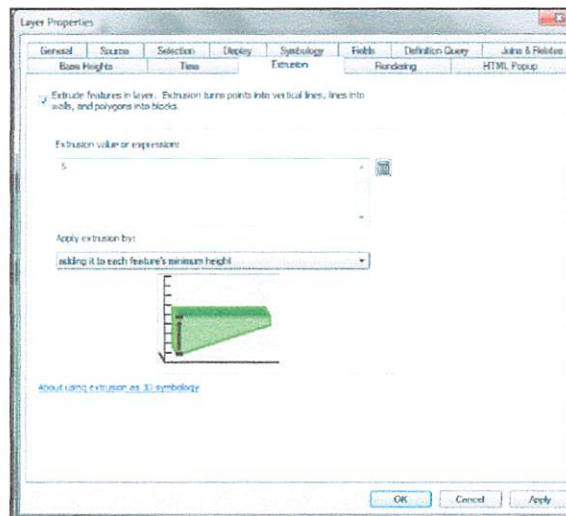 Layer Properties
General Source Selection Display Symbology Fields Definition Query Joins & Relates
Base Heights Time Extrusion Rendering HTML Popup
Extrude features in layer. Extrusion turns points into vertical lines, lines into
walls, and polygons into blocks.
Extrusion value or expression:
5
Apply extrusion by:
adding it to each feature's minimum height
About using extrusion as 3D symbology
OK Cancel Apply